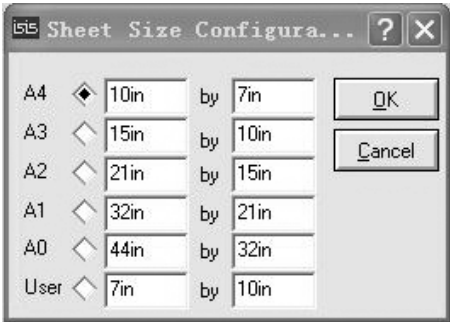 isis Sheet Size Configura...
A4 10in by 7in OK
A3 15in by 10in Cancel
A2 21in by 15in
A1 32in by 21in
A0 44in by 32in
User 7in by 10in